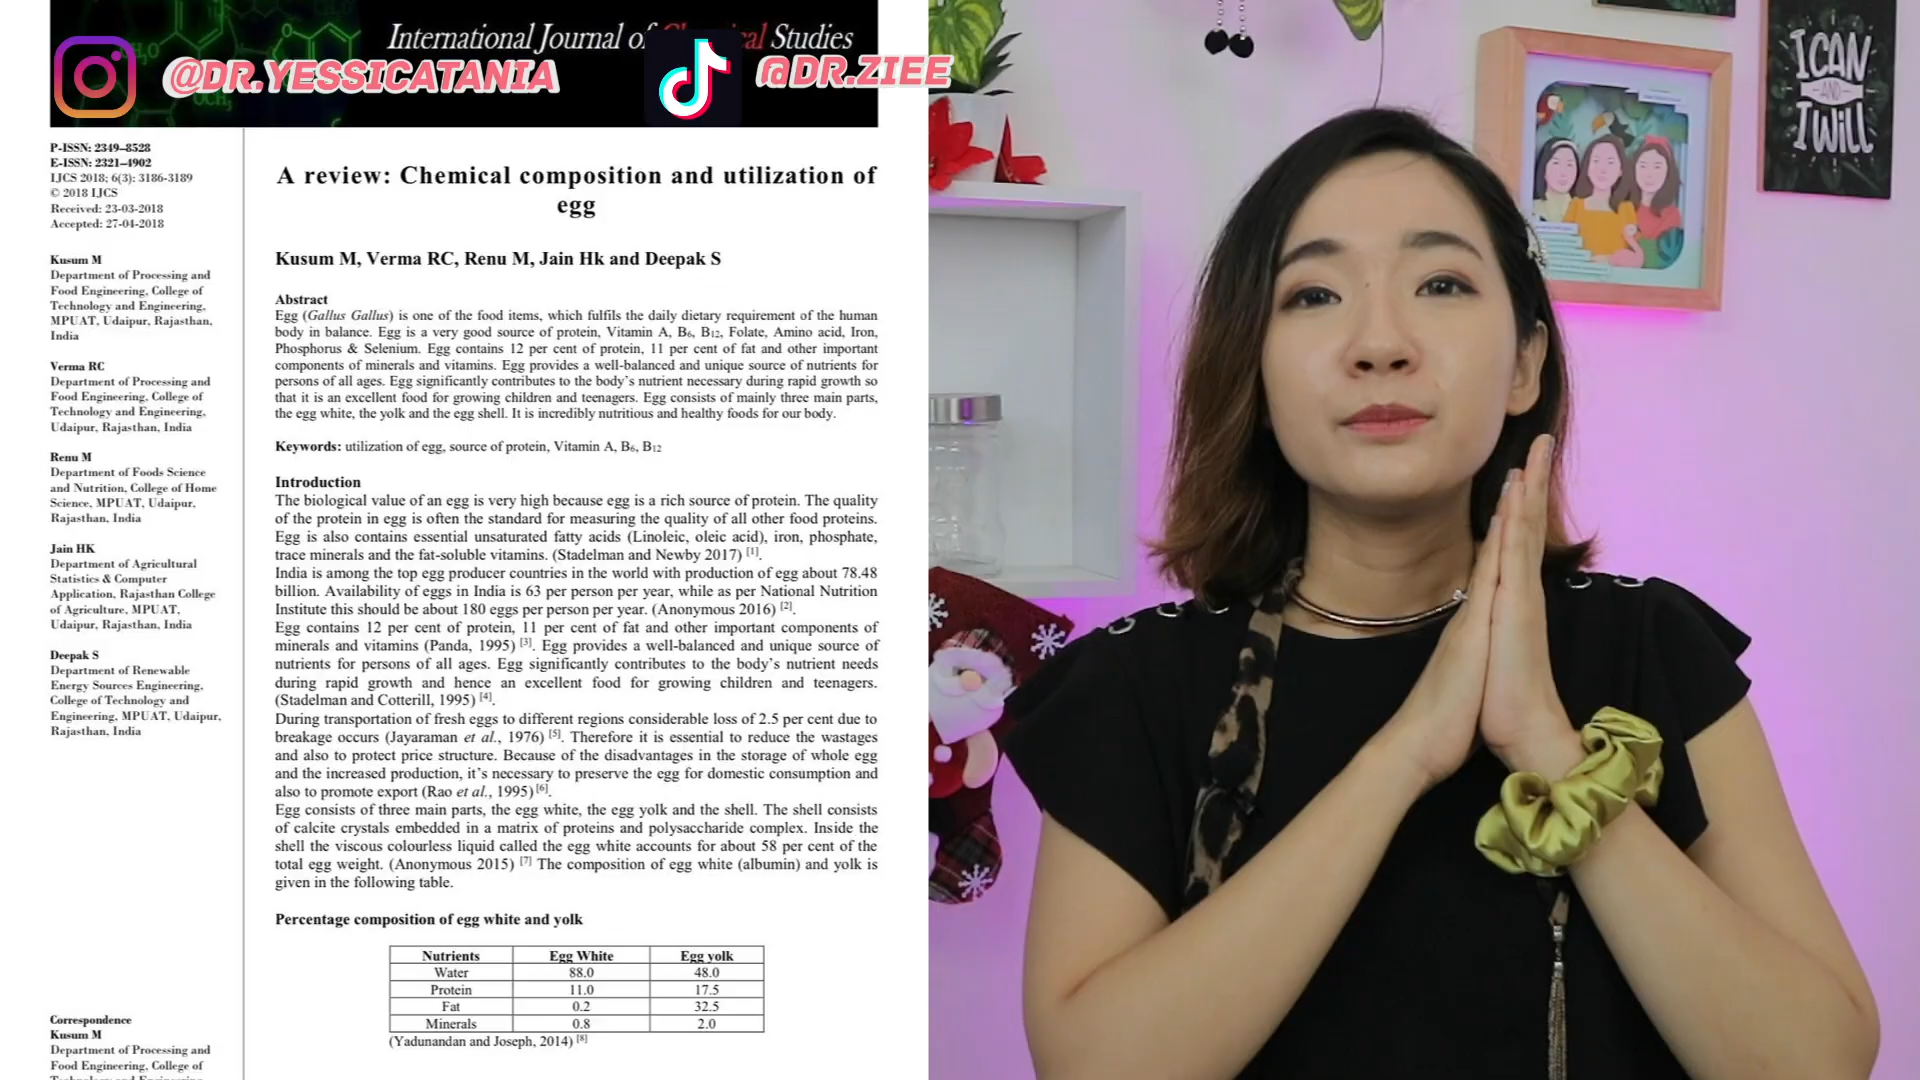 International Journal of Chemical Studies
@DR.YESSICATANIA
@DR.ZIEE
P-ISSN: 2349–8528
E-ISSN: 2321–4902
IJCS 2018; 6(3): 3186-3189
© 2018 IJCS
Received: 23-03-2018
Accepted: 27-04-2018
Kusum M
Department of Processing and
Food Engineering, College of
Technology and Engineering,
MPUAT, Udaipur, Rajasthan,
India
Verma RC
Department of Processing and
Food Engineering, College of
Technology and Engineering,
Udaipur, Rajasthan, India
Renu M
Department of Foods Science
and Nutrition, College of Home
Science, MPUAT, Udaipur,
Rajasthan, India
Jain HK
Department of Agricultural
Statistics & Computer
Application, Rajasthan College
of Agriculture, MPUAT,
Udaipur, Rajasthan, India
Deepak S
Department of Renewable
Energy Sources Engineering,
College of Technology and
Engineering, MPUAT, Udaipur,
Rajasthan, India
Correspondence
Kusum M
Department of Processing and
Food Engineering, College of
Technology and Engineering
A review: Chemical composition and utilization of
egg
Kusum M, Verma RC, Renu M, Jain Hk and Deepak S
Abstract
Egg (Gallus Gallus) is one of the food items, which fulfils the daily dietary requirement of the human
body in balance. Egg is a very good source of protein, Vitamin A, B6, B12, Folate, Amino acid, Iron,
Phosphorus & Selenium. Egg contains 12 per cent of protein, 11 per cent of fat and other important
components of minerals and vitamins. Egg provides a well-balanced and unique source of nutrients for
persons of all ages. Egg significantly contributes to the body's nutrient necessary during rapid growth so
that it is an excellent food for growing children and teenagers. Egg consists of mainly three main parts,
the egg white, the yolk and the egg shell. It is incredibly nutritious and healthy foods for our body.
Keywords: utilization of egg, source of protein, Vitamin A, B6, B12
Introduction
The biological value of an egg is very high because egg is a rich source of protein. The quality
of the protein in egg is often the standard for measuring the quality of all other food proteins.
Egg is also contains essential unsaturated fatty acids (Linoleic, oleic acid), iron, phosphate,
trace minerals and the fat-soluble vitamins. (Stadelman and Newby 2017) [1].
India is among the top egg producer countries in the world with production of egg about 78.48
billion. Availability of eggs in India is 63 per person per year, while as per National Nutrition
Institute this should be about 180 eggs per person per year. (Anonymous 2016) [2].
Egg contains 12 per cent of protein, 11 per cent of fat and other important components of
minerals and vitamins (Panda, 1995) [3]. Egg provides a well-balanced and unique source of
nutrients for persons of all ages. Egg significantly contributes to the body's nutrient needs
during rapid growth and hence an excellent food for growing children and teenagers.
(Stadelman and Cotterill, 1995) [4].
During transportation of fresh eggs to different regions considerable loss of 2.5 per cent due to
breakage occurs (Jayaraman et al., 1976) [5]. Therefore it is essential to reduce the wastages
and also to protect price structure. Because of the disadvantages in the storage of whole egg
and the increased production, it's necessary to preserve the egg for domestic consumption and
also to promote export (Rao et al., 1995) [6].
Egg consists of three main parts, the egg white, the egg yolk and the shell. The shell consists
of calcite crystals embedded in a matrix of proteins and polysaccharide complex. Inside the
shell the viscous colourless liquid called the egg white accounts for about 58 per cent of the
total egg weight. (Anonymous 2015) [7] The composition of egg white (albumin) and yolk is
given in the following table.
Percentage composition of egg white and yolk
Nutrients Egg White Egg yolk
Water 88.0 48.0
Protein 11.0 17.5
Fat 0.2 32.5
Minerals 0.8 2.0
(Yadunandan and Joseph, 2014) [8]
I CAN
AND
I WILL